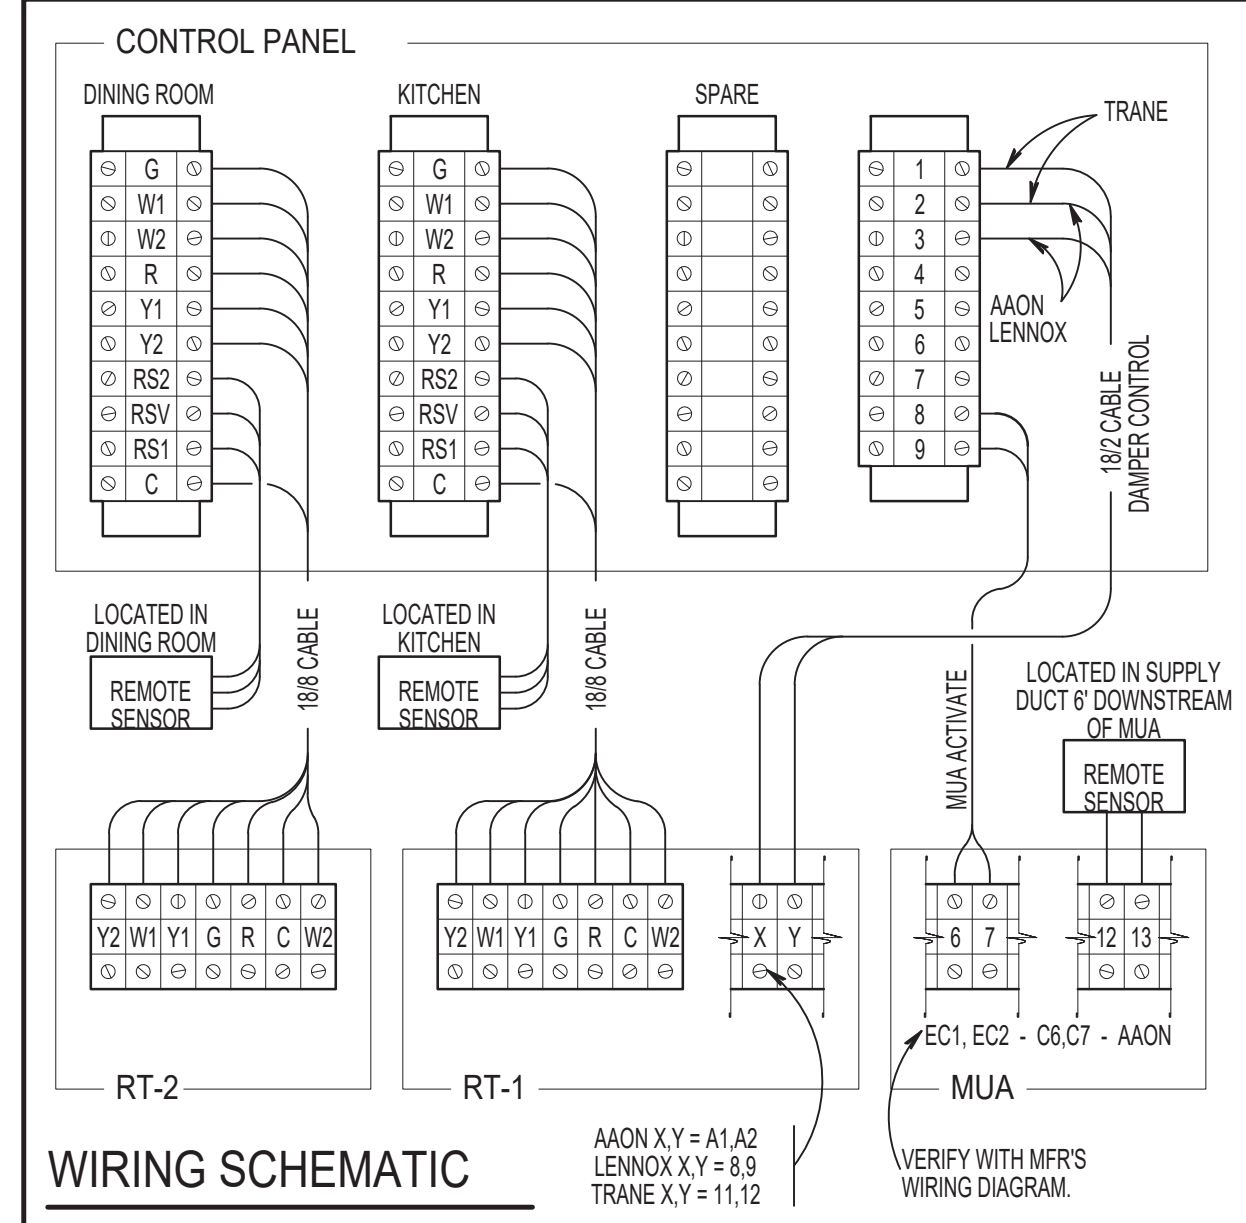 CONTROL PANEL
DINING ROOM
KITCHEN
SPARE
TRANE
G
W1
W2
R
Y1
Y2
RS2
RSV
RS1
C
G
W1
W2
R
Y1
Y2
RS2
RSV
RS1
C
1
2
3
4
5
6
7
8
9
AAON
LENNOX
18/2 CABLE
DAMPER CONTROL
LOCATED IN
DINING ROOM
REMOTE
SENSOR
18/8 CABLE
LOCATED IN
KITCHEN
REMOTE
SENSOR
18/8 CABLE
MUA ACTIVATE
LOCATED IN SUPPLY
DUCT 6' DOWNSTREAM
OF MUA
REMOTE
SENSOR
Y2 W1 Y1 G R C W2
Y2 W1 Y1 G R C W2
X Y
6 7
12 13
EC1, EC2 - C6,C7 - AAON
RT-2
RT-1
MUA
WIRING SCHEMATIC
AAON X,Y = A1,A2
LENNOX X,Y = 8,9
TRANE X,Y = 11,12
VERIFY WITH MFR'S
WIRING DIAGRAM.